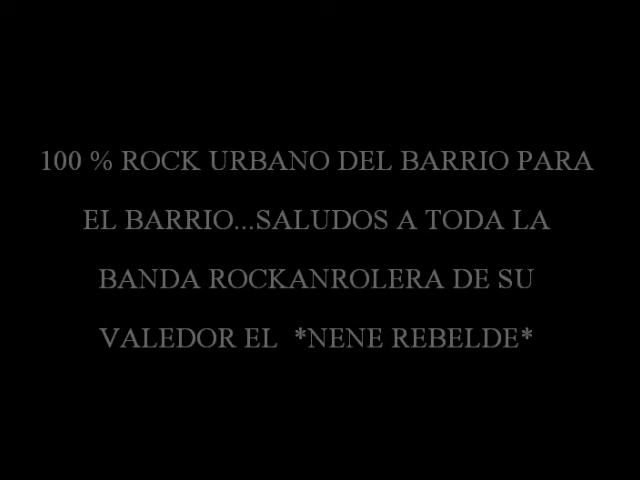 100 % ROCK URBANO DEL BARRIO PARA
EL BARRIO...SALUDOS A TODA LA
BANDA ROCKANROLERA DE SU
VALEDOR EL  *NENE REBELDE*